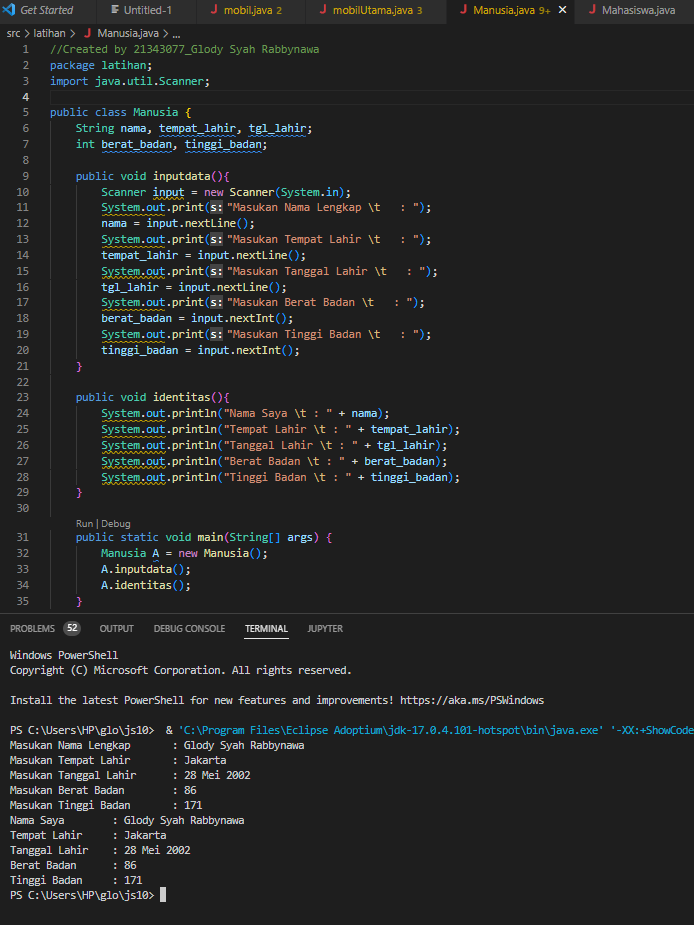 Get Started Untitled-1 mobil.java 2 mobilUtama.java 3 Manusia.java 9+ Mahasiswa.java
src > latihan > Manusia.java > ...
1 //Created by 21343077_Glody Syah Rabbynawa
2 package latihan;
3 import java.util.Scanner;
4
5 public class Manusia {
6 String nama, tempat_lahir, tgl_lahir;
7 int berat_badan, tinggi_badan;
8
9 public void inputdata(){
10 Scanner input = new Scanner(System.in);
11 System.out.print(s: "Masukan Nama Lengkap \t   : ");
12 nama = input.nextLine();
13 System.out.print(s: "Masukan Tempat Lahir \t   : ");
14 tempat_lahir = input.nextLine();
15 System.out.print(s: "Masukan Tanggal Lahir \t   : ");
16 tgl_lahir = input.nextLine();
17 System.out.print(s: "Masukan Berat Badan \t   : ");
18 berat_badan = input.nextInt();
19 System.out.print(s: "Masukan Tinggi Badan \t   : ");
20 tinggi_badan = input.nextInt();
21 }
22
23 public void identitas(){
24 System.out.println("Nama Saya \t : " + nama);
25 System.out.println("Tempat Lahir \t : " + tempat_lahir);
26 System.out.println("Tanggal Lahir \t : " + tgl_lahir);
27 System.out.println("Berat Badan \t : " + berat_badan);
28 System.out.println("Tinggi Badan \t : " + tinggi_badan);
29 }
30
Run | Debug
31 public static void main(String[] args) {
32 Manusia A = new Manusia();
33 A.inputdata();
34 A.identitas();
35 }
PROBLEMS 52 OUTPUT DEBUG CONSOLE TERMINAL JUPYTER
Windows PowerShell
Copyright (C) Microsoft Corporation. All rights reserved.
Install the latest PowerShell for new features and improvements! https://aka.ms/PSWindows
PS C:\Users\HP\glo\js10>  & 'C:\Program Files\Eclipse Adoptium\jdk-17.0.4.101-hotspot\bin\java.exe' '-XX:+ShowCode
Masukan Nama Lengkap : Glody Syah Rabbynawa
Masukan Tempat Lahir : Jakarta
Masukan Tanggal Lahir : 28 Mei 2002
Masukan Berat Badan : 86
Masukan Tinggi Badan : 171
Nama Saya : Glody Syah Rabbynawa
Tempat Lahir : Jakarta
Tanggal Lahir : 28 Mei 2002
Berat Badan : 86
Tinggi Badan : 171
PS C:\Users\HP\glo\js10>